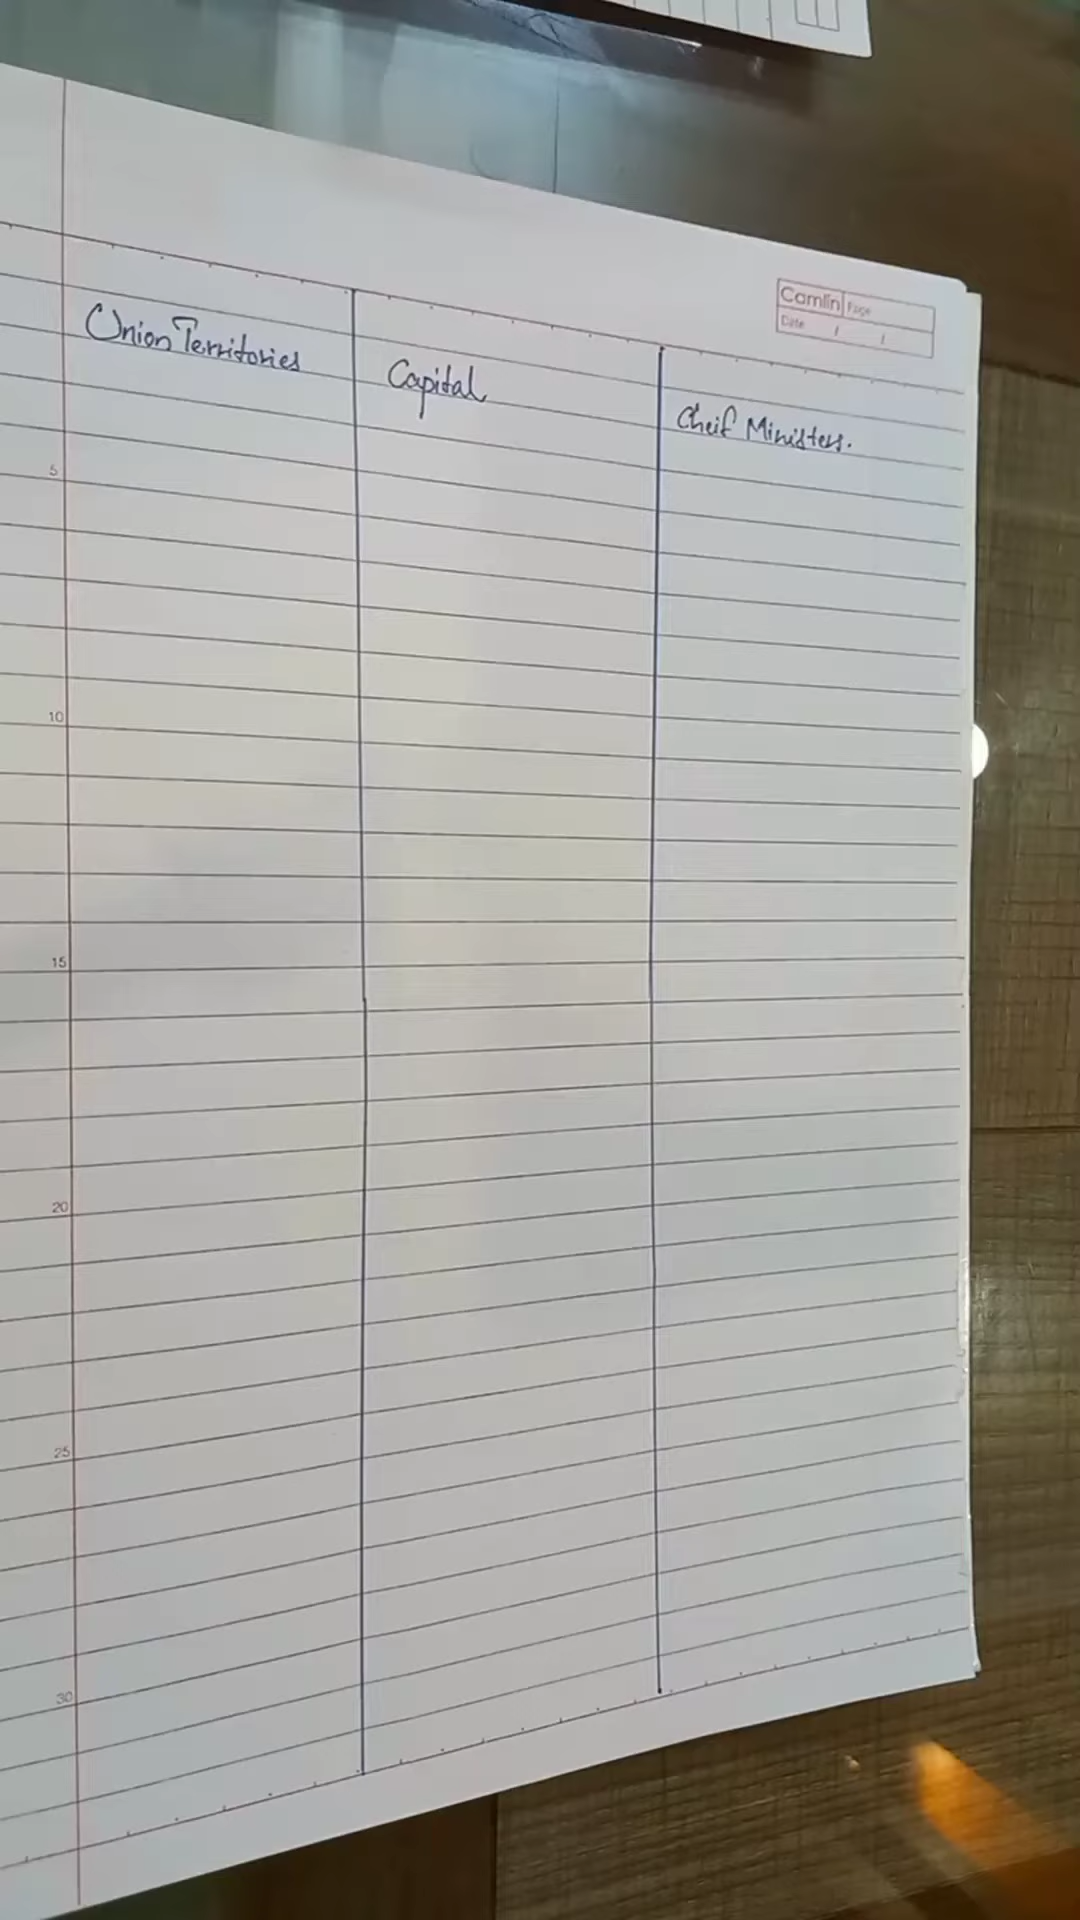 Camlin Page
Date / /
Union Territories
Capital
Cheif Ministers.
5
10
15
20
25
30